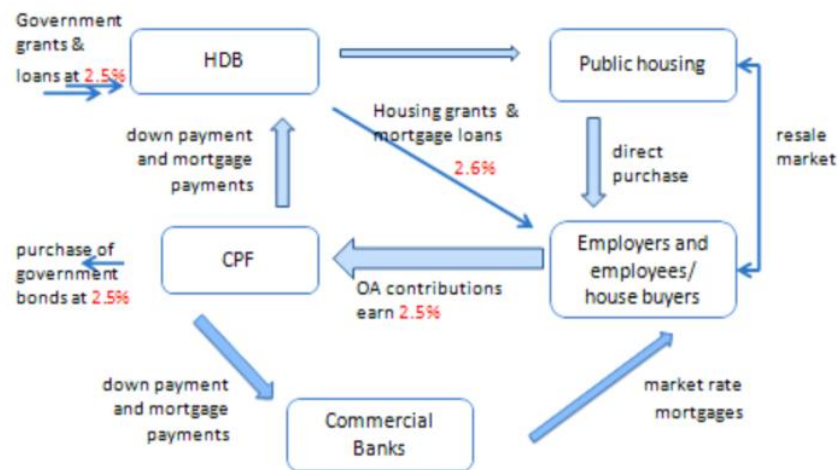 Government
grants &
loans at 2.5%
HDB
Public housing
Housing grants &
mortgage loans
2.6%
down payment
and mortgage
payments
direct
purchase
resale
market
purchase of
government
bonds at 2.5%
CPF
OA contributions
earn 2.5%
Employers and
employees/
house buyers
down payment
and mortgage
payments
Commercial
Banks
market rate
mortgages